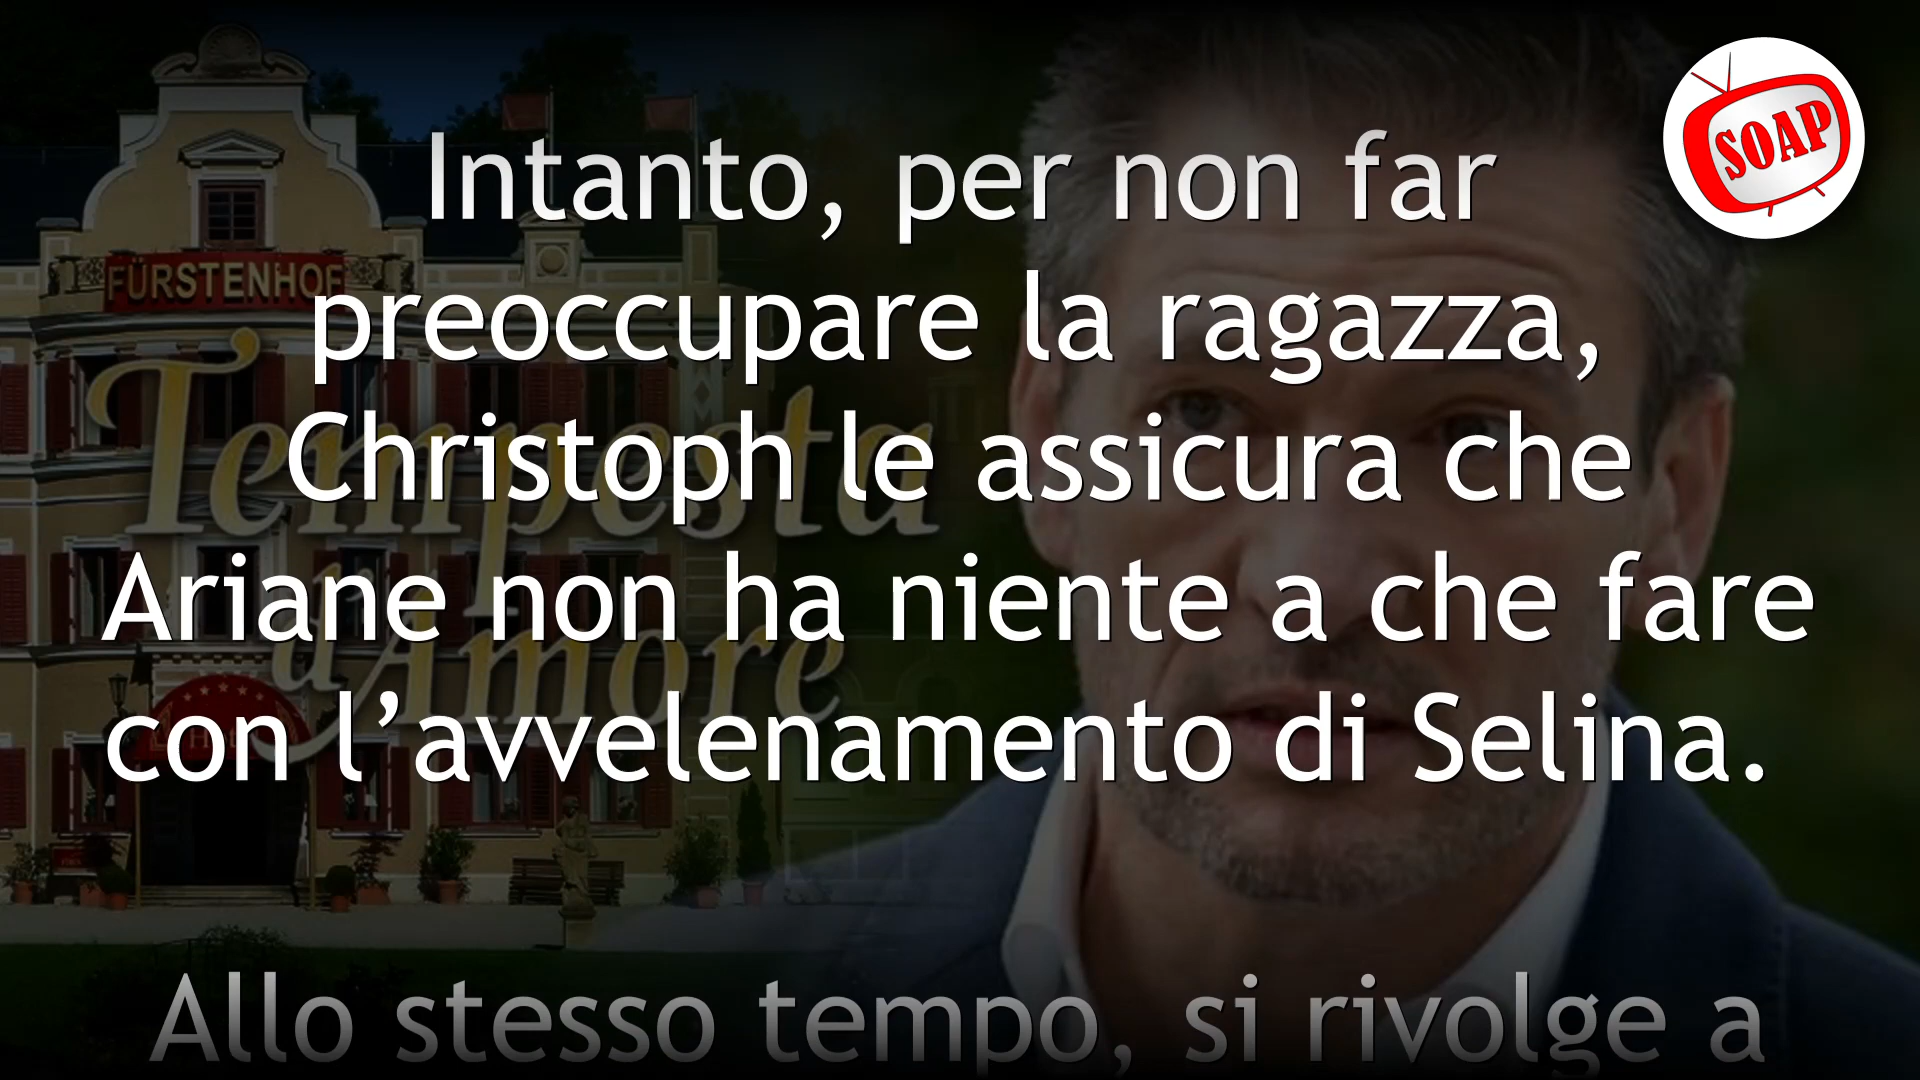 SOAP
FÜRSTENHOF
Tempesta
d'Amore
Intanto, per non far
preoccupare la ragazza,
Christoph le assicura che
Ariane non ha niente a che fare
con l’avvelenamento di Selina.
Allo stesso tempo, si rivolge a